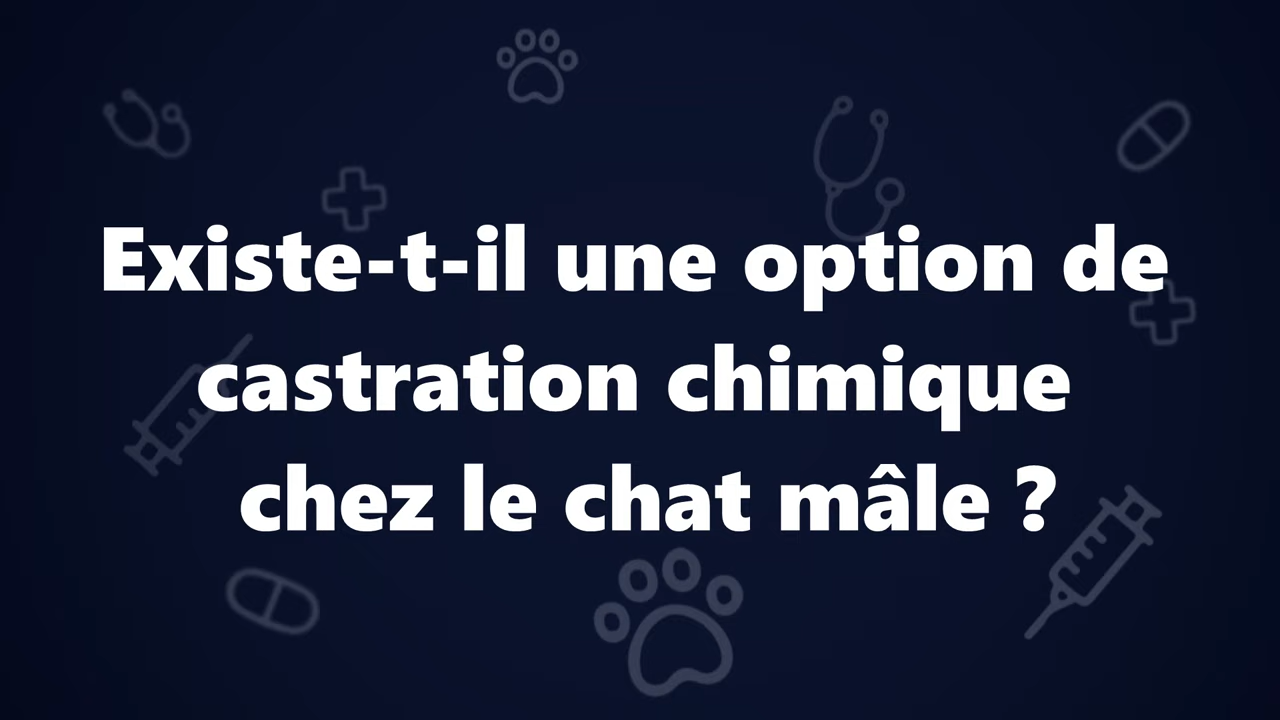 Existe-t-il une option de
castration chimique
chez le chat mâle ?